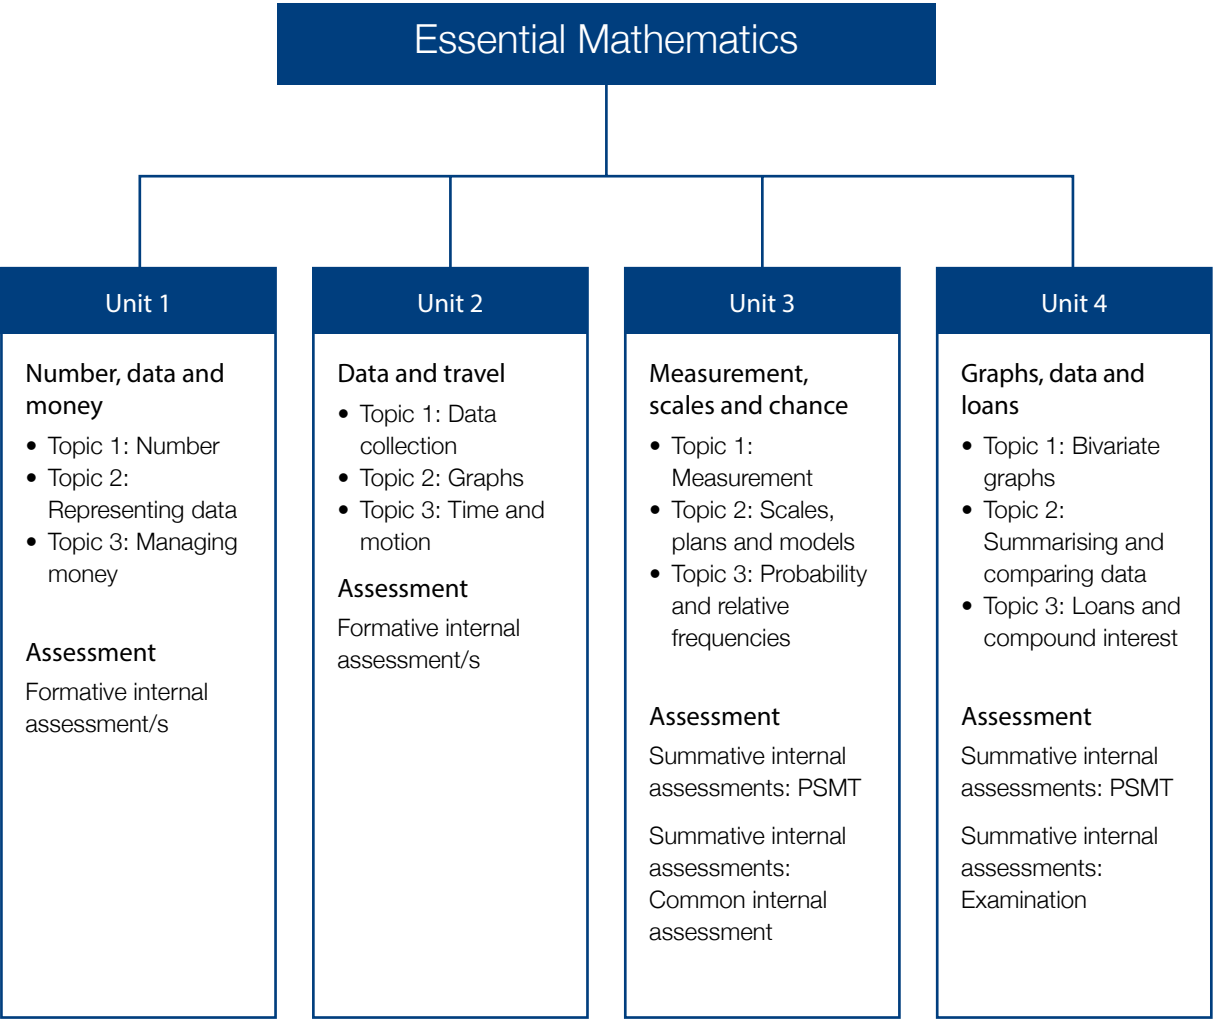 Essential Mathematics
Unit 1
Number, data and
money
• Topic 1: Number
• Topic 2:
Representing data
• Topic 3: Managing
money
Assessment
Formative internal
assessment/s
Unit 2
Data and travel
• Topic 1: Data
collection
• Topic 2: Graphs
• Topic 3: Time and
motion
Assessment
Formative internal
assessment/s
Unit 3
Measurement,
scales and chance
• Topic 1:
Measurement
• Topic 2: Scales,
plans and models
• Topic 3: Probability
and relative
frequencies
Assessment
Summative internal
assessments: PSMT
Summative internal
assessments:
Common internal
assessment
Unit 4
Graphs, data and
loans
• Topic 1: Bivariate
graphs
• Topic 2:
Summarising and
comparing data
• Topic 3: Loans and
compound interest
Assessment
Summative internal
assessments: PSMT
Summative internal
assessments:
Examination